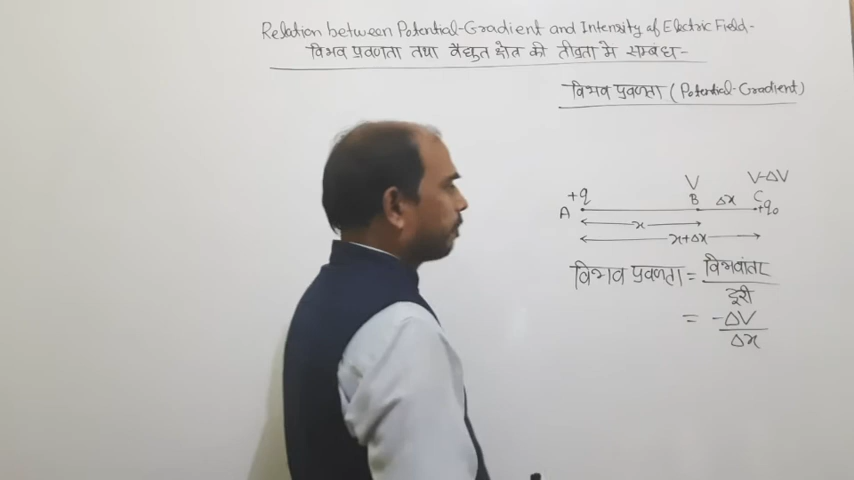 Relation between Potential-Gradient and Intensity of Electric Field-
विभव प्रवणता तथा वैद्युत क्षेत्र की तीव्रता में सम्बंध-
विभव प्रवणता (Potential-Gradient)
V V-ΔV
+q B Δx C
A +q₀
x
x+Δx
विभव प्रवणता = विभवांतर
दूरी
= -ΔV
Δx